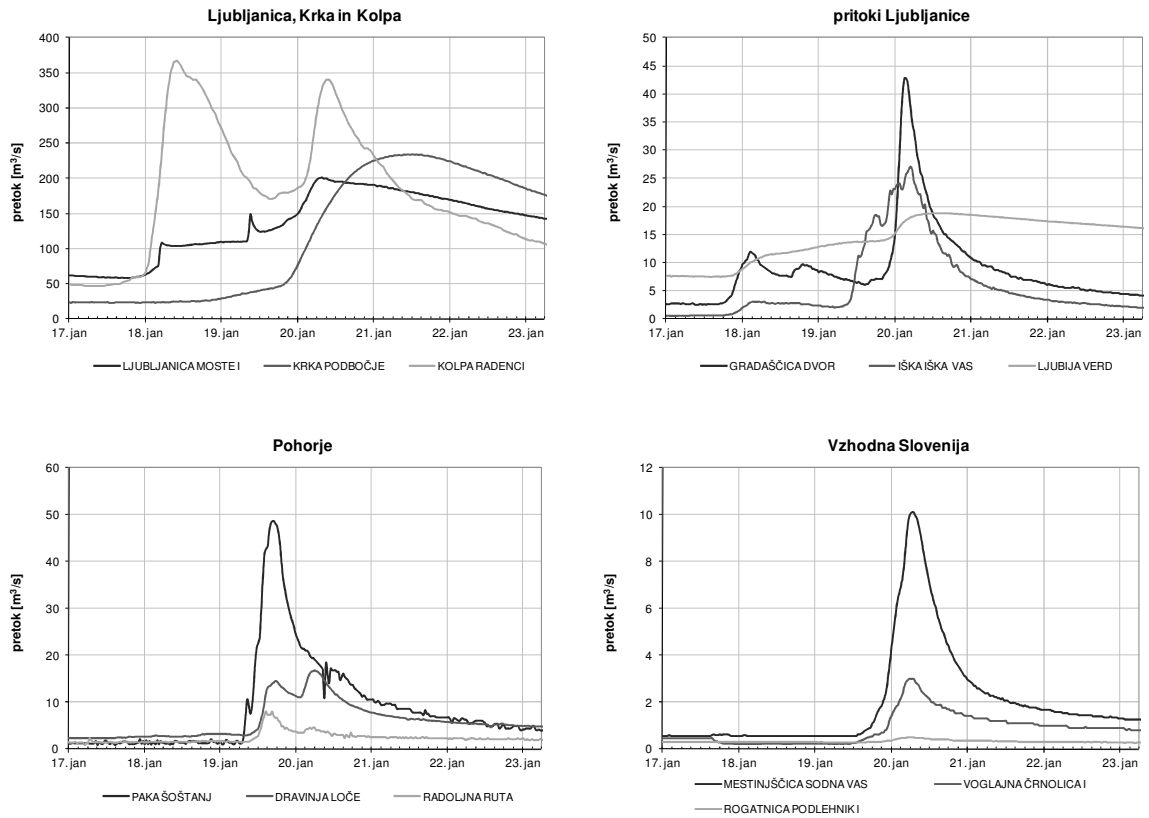 Ljubljanica, Krka in Kolpa
400
350
300
250
200
150
100
50
0
pretok [m³/s]
17.jan 18.jan 19.jan 20.jan 21.jan 22.jan 23.jan
LJUBLJANICA MOSTE I KRKA PODBOČJE KOLPA RADENCI
pritoki Ljubljanice
50
45
40
35
30
25
20
15
10
5
0
pretok [m³/s]
17.jan 18.jan 19.jan 20.jan 21.jan 22.jan 23.jan
GRADAŠČICA DVOR IŠKA IŠKA VAS LJUBIJA VERD
Pohorje
60
50
40
30
20
10
0
pretok [m³/s]
17.jan 18.jan 19.jan 20.jan 21.jan 22.jan 23.jan
PAKA ŠOŠTANJ DRAVINJA LOČE RADOLJNA RUTA
Vzhodna Slovenija
12
10
8
6
4
2
0
pretok [m³/s]
17.jan 18.jan 19.jan 20.jan 21.jan 22.jan 23.jan
MESTINJŠČICA SODNA VAS VOGLAJNA ČRNOLICA I
ROGATNICA PODLEHNIK I